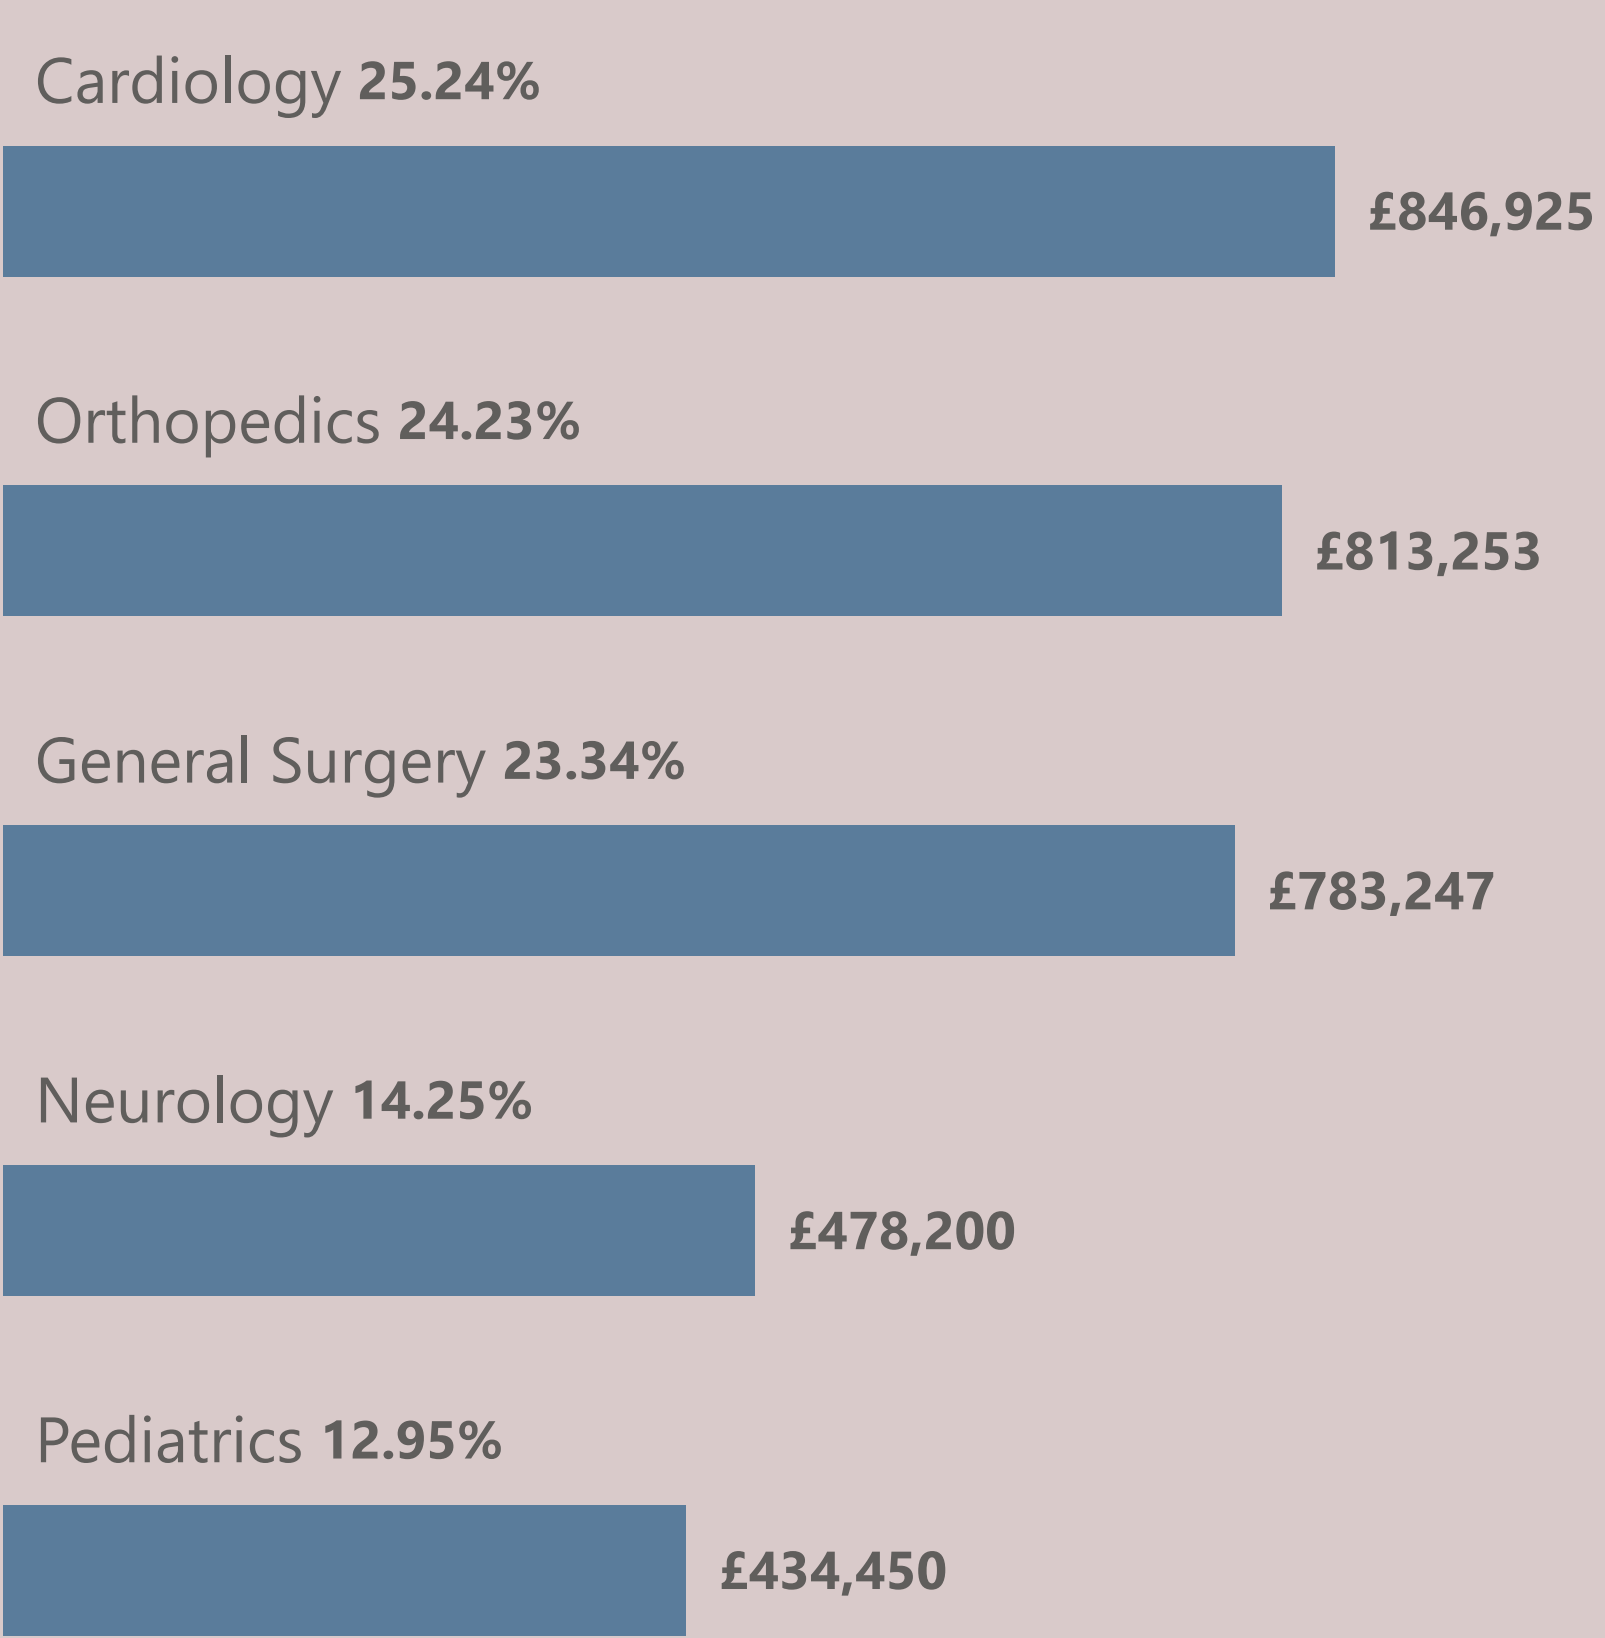 Cardiology 25.24%
£846,925
Orthopedics 24.23%
£813,253
General Surgery 23.34%
£783,247
Neurology 14.25%
£478,200
Pediatrics 12.95%
£434,450